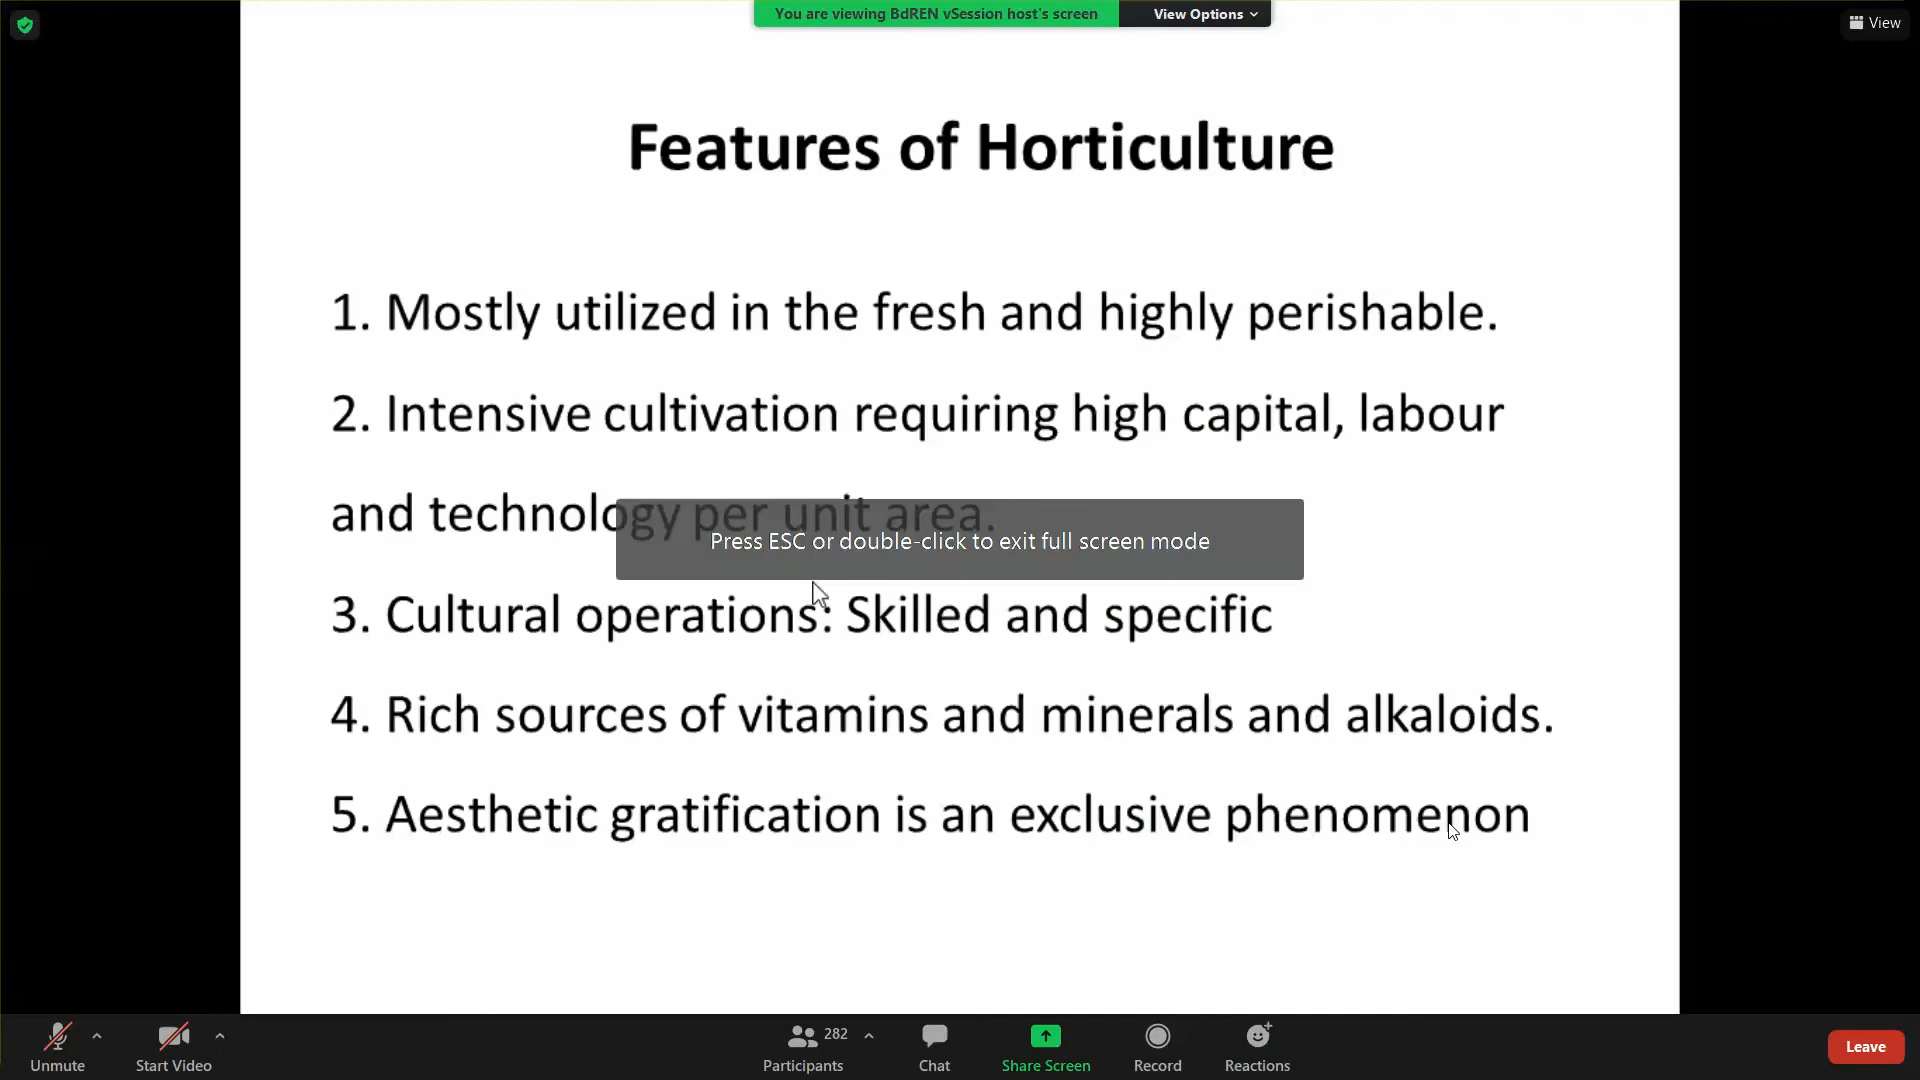 You are viewing BdREN vSession host's screen View Options
View
Features of Horticulture
1. Mostly utilized in the fresh and highly perishable.
2. Intensive cultivation requiring high capital, labour
and technology per unit area.
Press ESC or double-click to exit full screen mode
3. Cultural operations: Skilled and specific
4. Rich sources of vitamins and minerals and alkaloids.
5. Aesthetic gratification is an exclusive phenomenon
282
Unmute Start Video Participants Chat Share Screen Record Reactions Leave